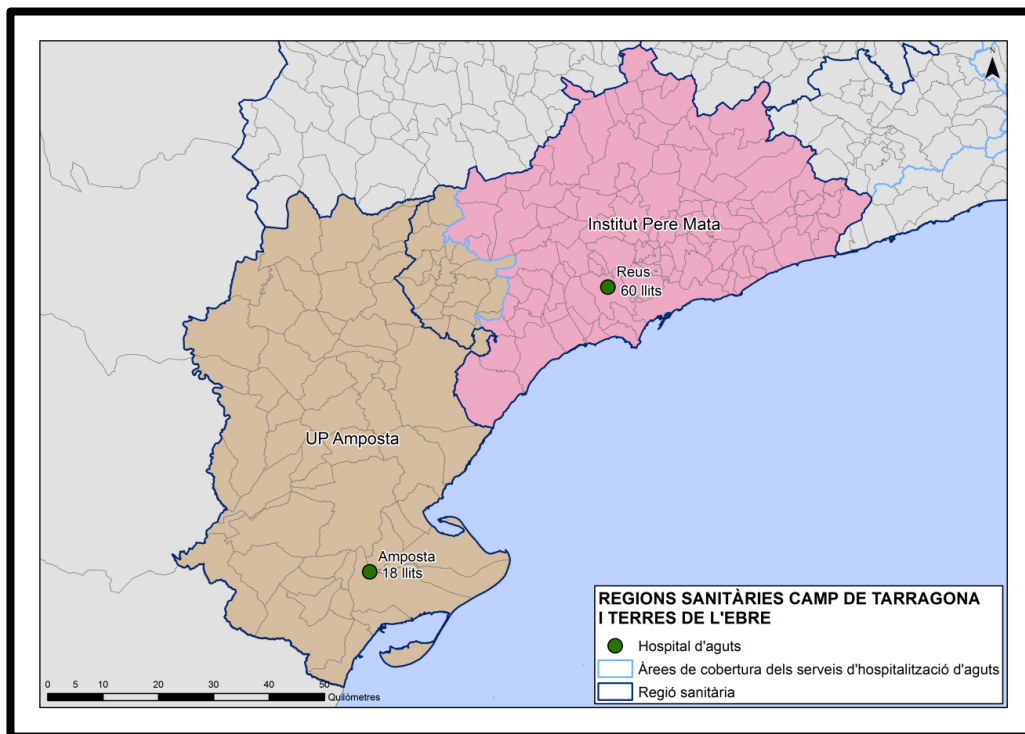 N
Institut Pere Mata
Reus
60 llits
UP Amposta
Amposta
18 llits
REGIONS SANITÀRIES CAMP DE TARRAGONA
I TERRES DE L'EBRE
Hospital d'aguts
Àrees de cobertura dels serveis d'hospitalització d'aguts
Regió sanitària
0 5 10 20 30 40 50
Quilòmetres